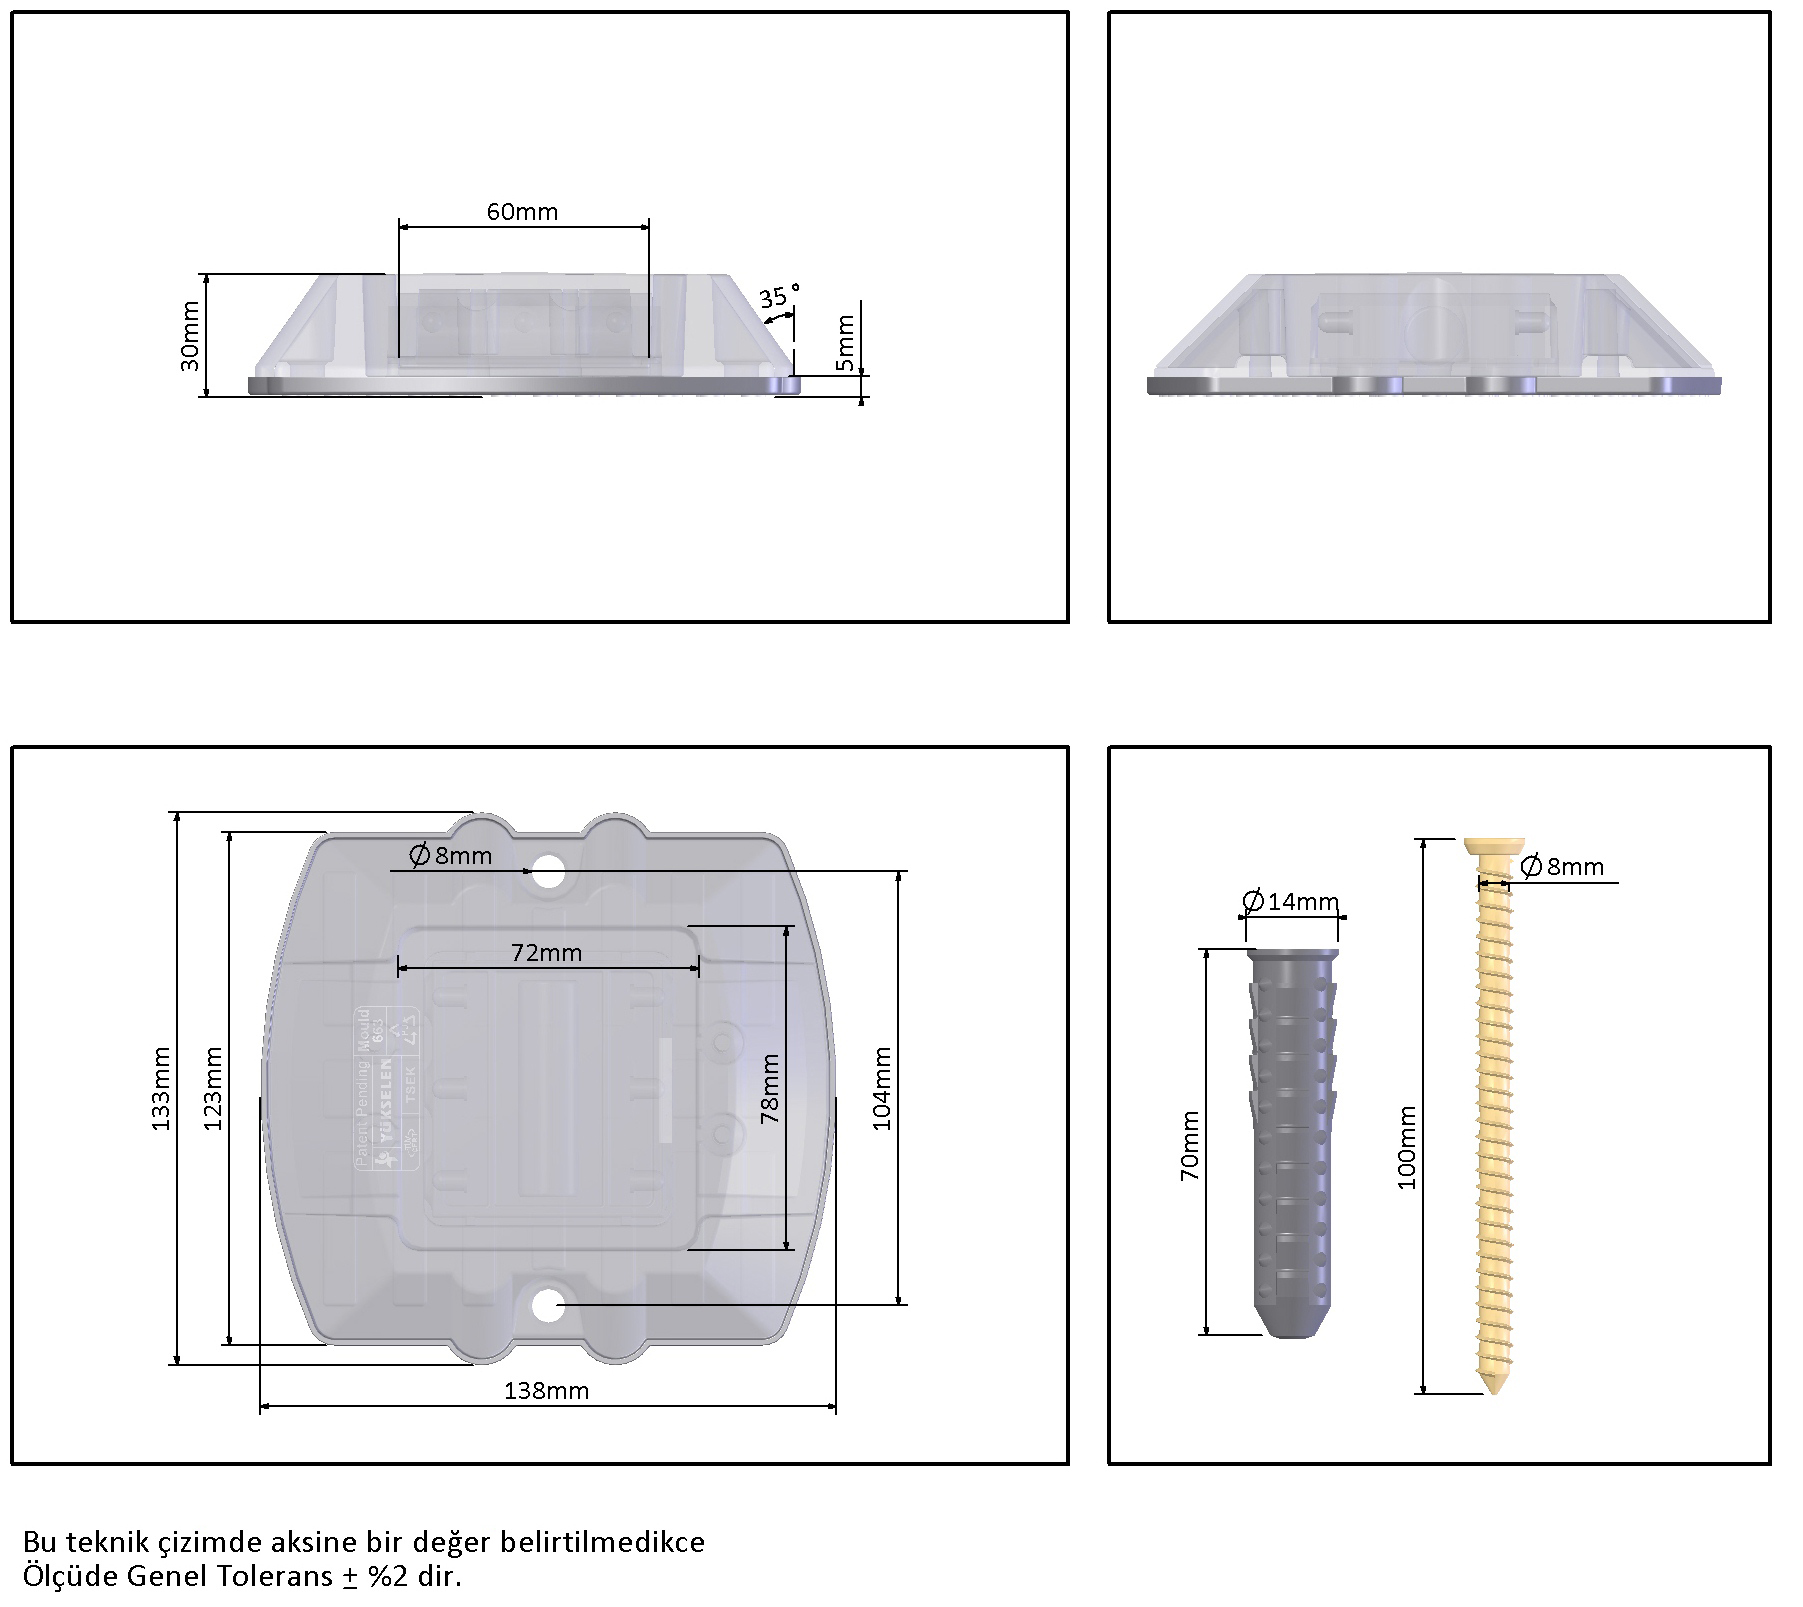 60mm
30mm
35°
5mm
Ø8mm
72mm
133mm
123mm
78mm
104mm
138mm
Patent Pending Mould
663
YÜKSELEN
TSEK
Ø14mm
70mm
100mm
Ø8mm
Bu teknik çizimde aksine bir değer belirtilmedikce
Ölçüde Genel Tolerans ± %2 dir.